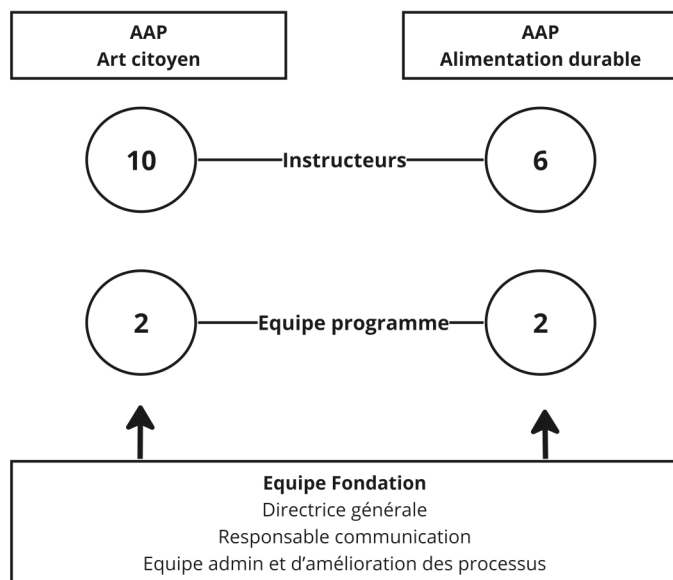 AAP
Art citoyen
AAP
Alimentation durable
10
Instructeurs
6
2
Equipe programme
2
Equipe Fondation
Directrice générale
Responsable communication
Equipe admin et d’amélioration des processus